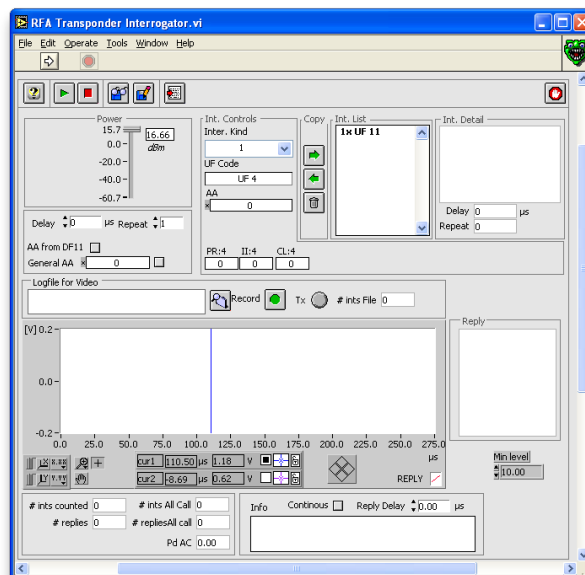 RFA Transponder Interrogator.vi
File Edit Operate Tools Window Help
Power
15.7
0.0
-20.0
-40.0
-60.7
16.66
dBm
Int. Controls
Inter. Kind
1
UF Code
UF 4
AA
x 0
Copy
Int. List
1x UF 11
Int. Detail
Delay 0 µs
Repeat 0
Delay 0 µs Repeat 1
AA from DF11
General AA x 0
PR:4 II:4 CL:4
0 0 0
Logfile for Video
Record Tx # ints File 0
[V] 0.2
0.0
-0.2
0.0 25.0 50.0 75.0 100.0 125.0 150.0 175.0 200.0 225.0 250.0 275.0
µs
Reply
cur1 110.50 µs 1.18 V
cur2 -8.69 µs 0.62 V
REPLY
Min level
10.00
# ints counted 0 # ints All Call 0
# replies 0 # repliesAll call 0
Pd AC 0.00
Info Continous Reply Delay 0.00 µs